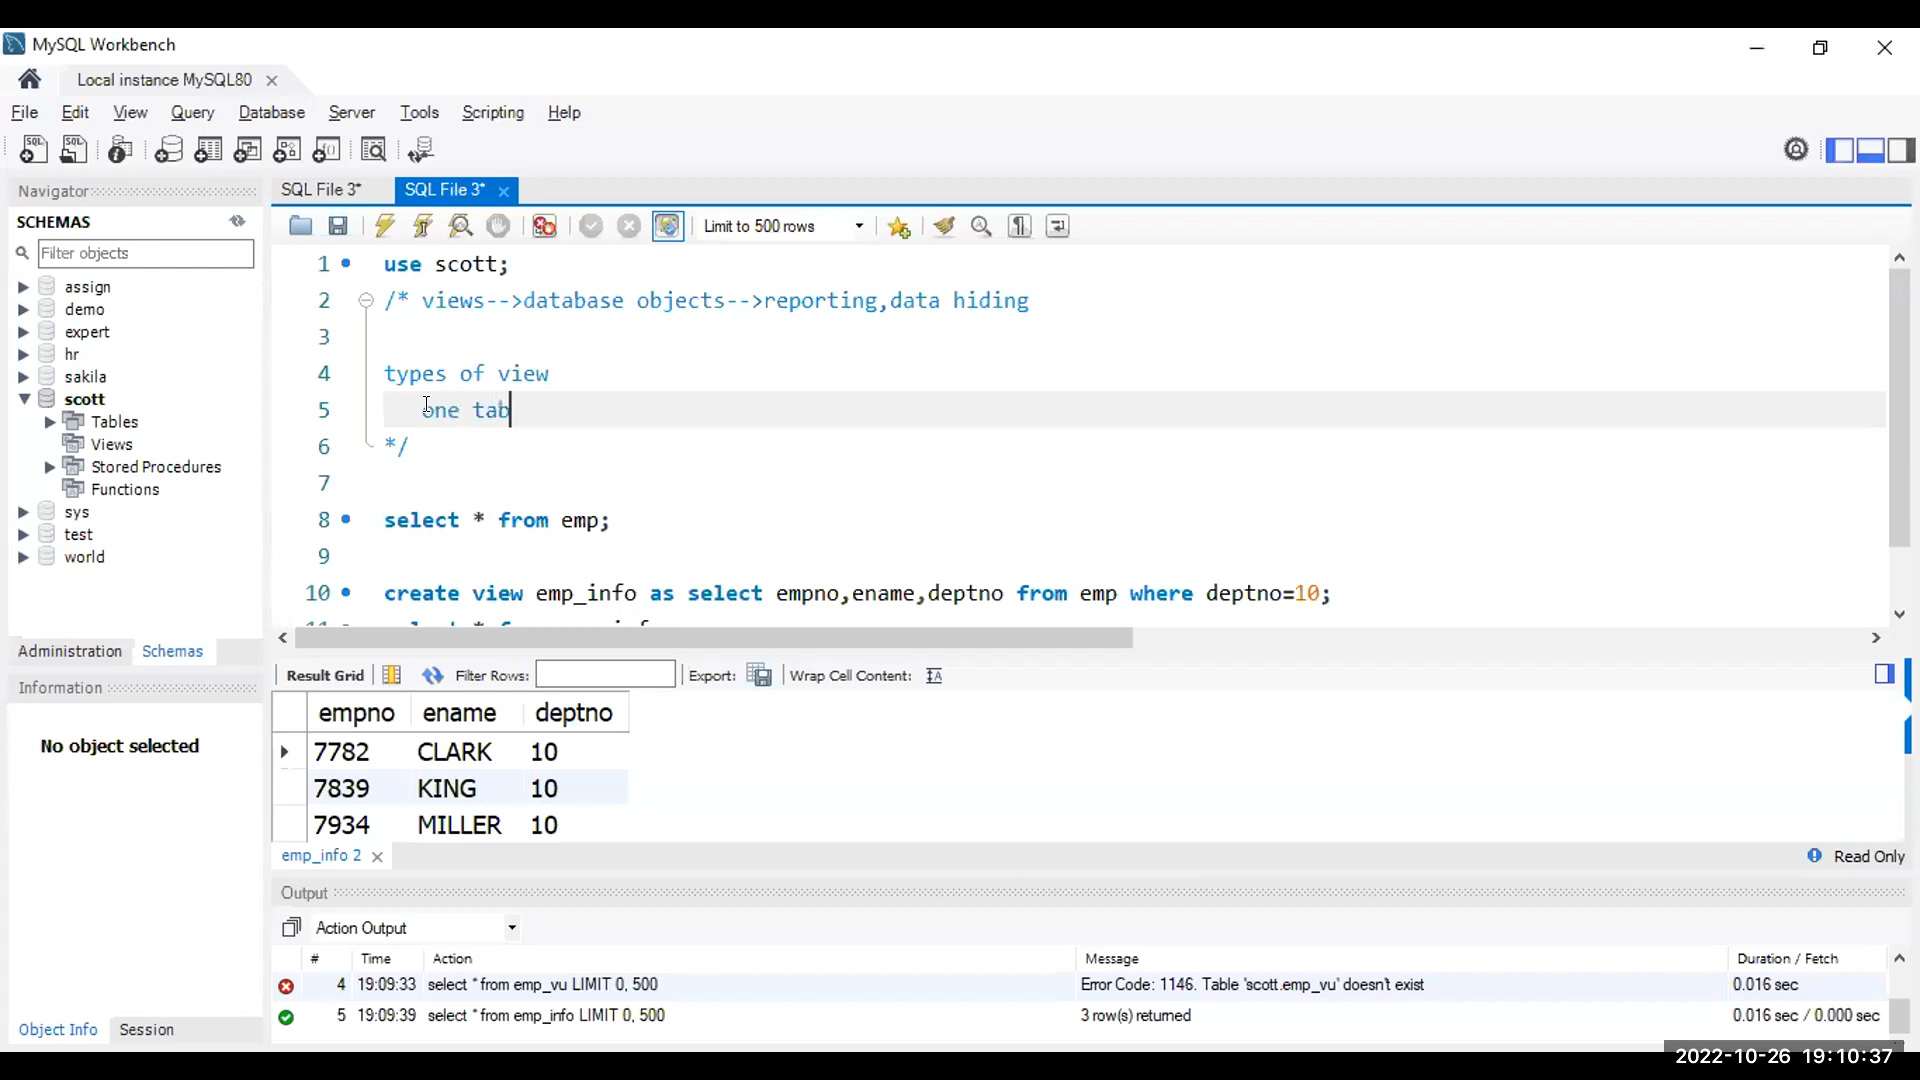 MySQL Workbench
Local instance MySQL80
File Edit View Query Database Server Tools Scripting Help
Navigator
SCHEMAS
Filter objects
assign
demo
expert
hr
sakila
scott
Tables
Views
Stored Procedures
Functions
sys
test
world
Administration Schemas
Information
No object selected
Object Info Session
SQL File 3* SQL File 3*
Limit to 500 rows
1 use scott;
2 /* views-->database objects-->reporting,data hiding
3
4 types of view
5 one tab
6 */
7
8 select * from emp;
9
10 create view emp_info as select empno,ename,deptno from emp where deptno=10;
Result Grid Filter Rows: Export: Wrap Cell Content:
empno ename deptno
7782 CLARK 10
7839 KING 10
7934 MILLER 10
emp_info 2 Read Only
Output
Action Output
# Time Action Message Duration / Fetch
4 19:09:33 select * from emp_vu LIMIT 0, 500 Error Code: 1146. Table 'scott.emp_vu' doesn't exist 0.016 sec
5 19:09:39 select * from emp_info LIMIT 0, 500 3 row(s) returned 0.016 sec / 0.000 sec
2022-10-26 19:10:37